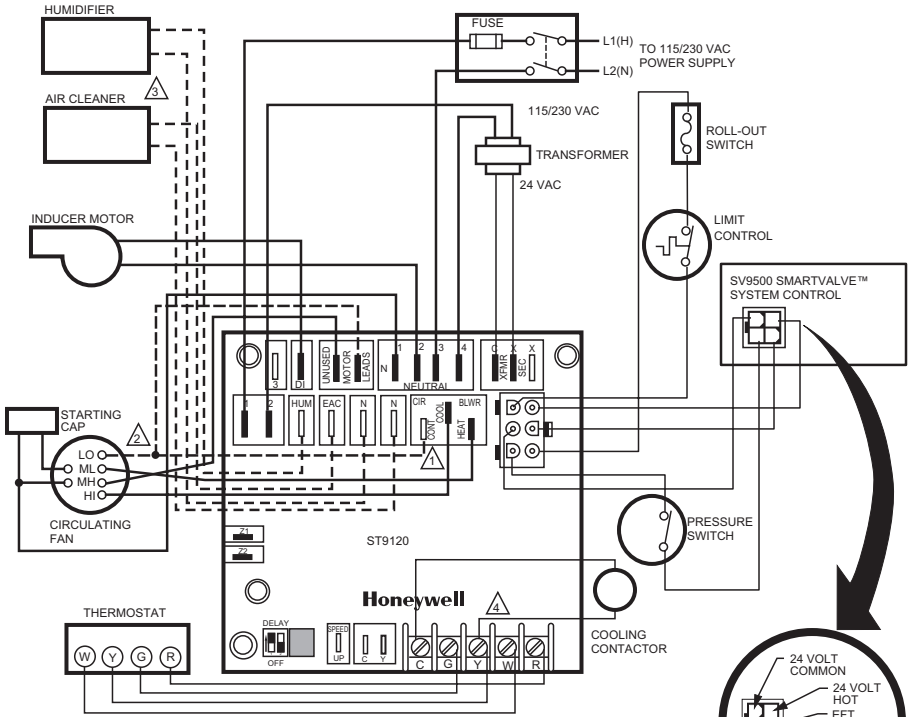 HUMIDIFIER
3
AIR CLEANER
INDUCER MOTOR
FUSE
L1(H)
L2(N)
TO 115/230 VAC
POWER SUPPLY
115/230 VAC
TRANSFORMER
24 VAC
ROLL-OUT
SWITCH
LIMIT
CONTROL
SV9500 SMARTVALVE™
SYSTEM CONTROL
3
DI
UNUSED
MOTOR
LEADS
N
1
2
3
4
NEUTRAL
C
X
X
XFMR
SEC
1
2
HUM
EAC
N
N
CIR
BLWR
CONT
COOL
HEAT
1
STARTING
CAP
2
LO
ML
MH
HI
CIRCULATING
FAN
Z1
Z2
ST9120
Honeywell
PRESSURE
SWITCH
4
COOLING
CONTACTOR
DELAY
OFF
SPEED
UP
C
Y
C
G
Y
W
R
THERMOSTAT
W
Y
G
R
24 VOLT
COMMON
24 VOLT
HOT
EFT